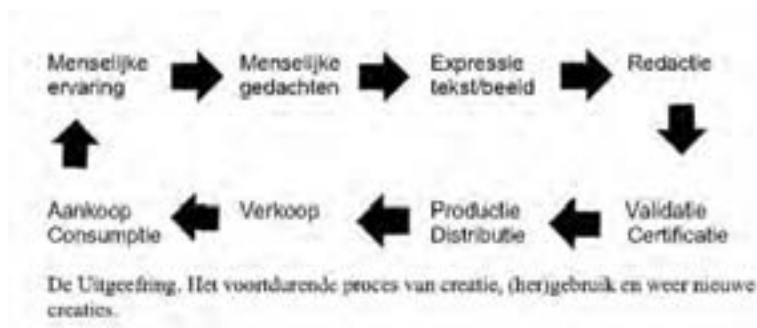 Menselijke ervaring
Menselijke gedachten
Expressie tekst/beeld
Redactie
Validatie Certificatie
Productie Distributie
Verkoop
Aankoop Consumptie
De Uitgeefring. Het voortdurende proces van creatie, (her)gebruik en weer nieuwe
creaties.